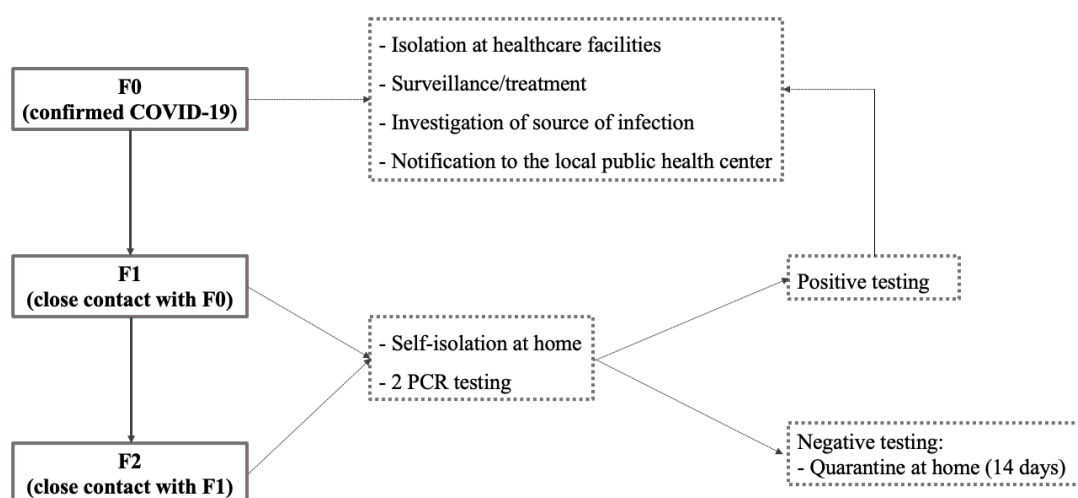 - Isolation at healthcare facilities
- Surveillance/treatment
- Investigation of source of infection
- Notification to the local public health center
F0
(confirmed COVID-19)
F1
(close contact with F0)
Positive testing
- Self-isolation at home
- 2 PCR testing
F2
(close contact with F1)
Negative testing:
- Quarantine at home (14 days)